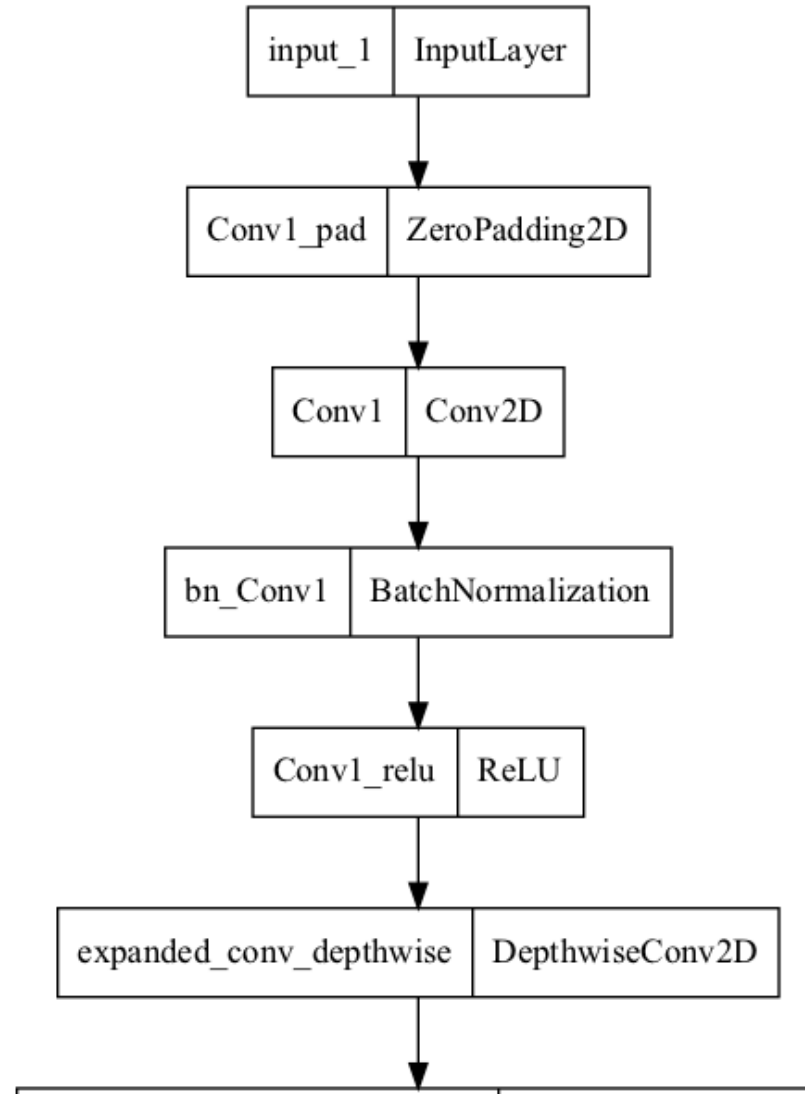 input_1 InputLayer
Conv1_pad ZeroPadding2D
Conv1 Conv2D
bn_Conv1 BatchNormalization
Conv1_relu ReLU
expanded_conv_depthwise DepthwiseConv2D